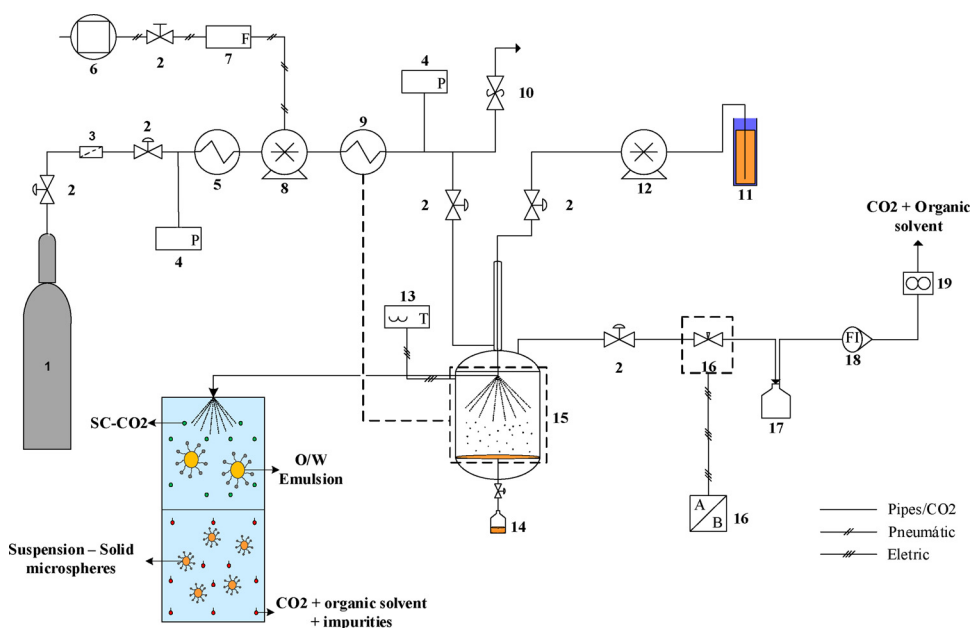 6
2
7
F
4
P
10
9
3
2
5
8
12
11
2
2
2
P
4
CO2 + Organic
solvent
13
T
19
1
2
16
FI
18
15
17
SC-CO2
O/W
Emulsion
14
A
B
16
Pipes/CO2
Pneumátic
Eletric
Suspension – Solid
microspheres
CO2 + organic solvent
+ impurities